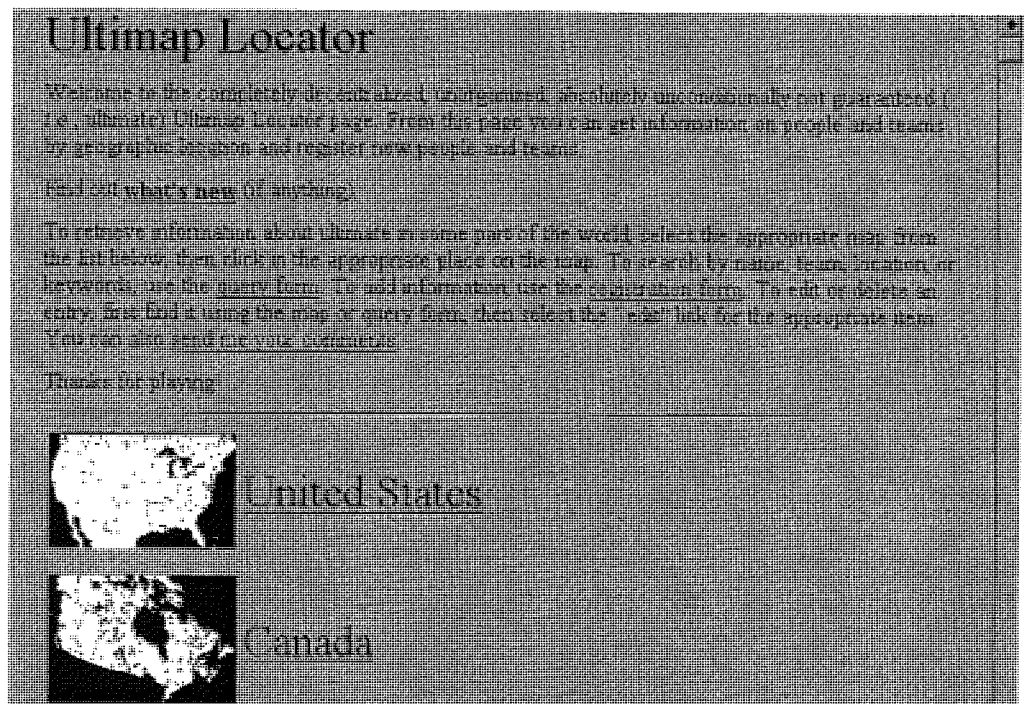 Ultimap Locator
Welcome to the completely decentralized, unorganized, absolutely unconditionally not guaranteed (
i.e., ultimate) Ultimap Locator page. From this page you can get information on people and teams
by geographic location and register new people and teams.
Find out what's new (if anything).
To retrieve information about ultimate in some part of the world, select the appropriate map from
the list below, then click in the appropriate place on the map. To search by name, team, location, or
keywords, use the query form. To add information, use the registration form. To edit or delete an
entry, first find it using the map or query form, then select the "edit" link for the appropriate item.
You can also send me your comments.
Thanks for playing
United States
Canada